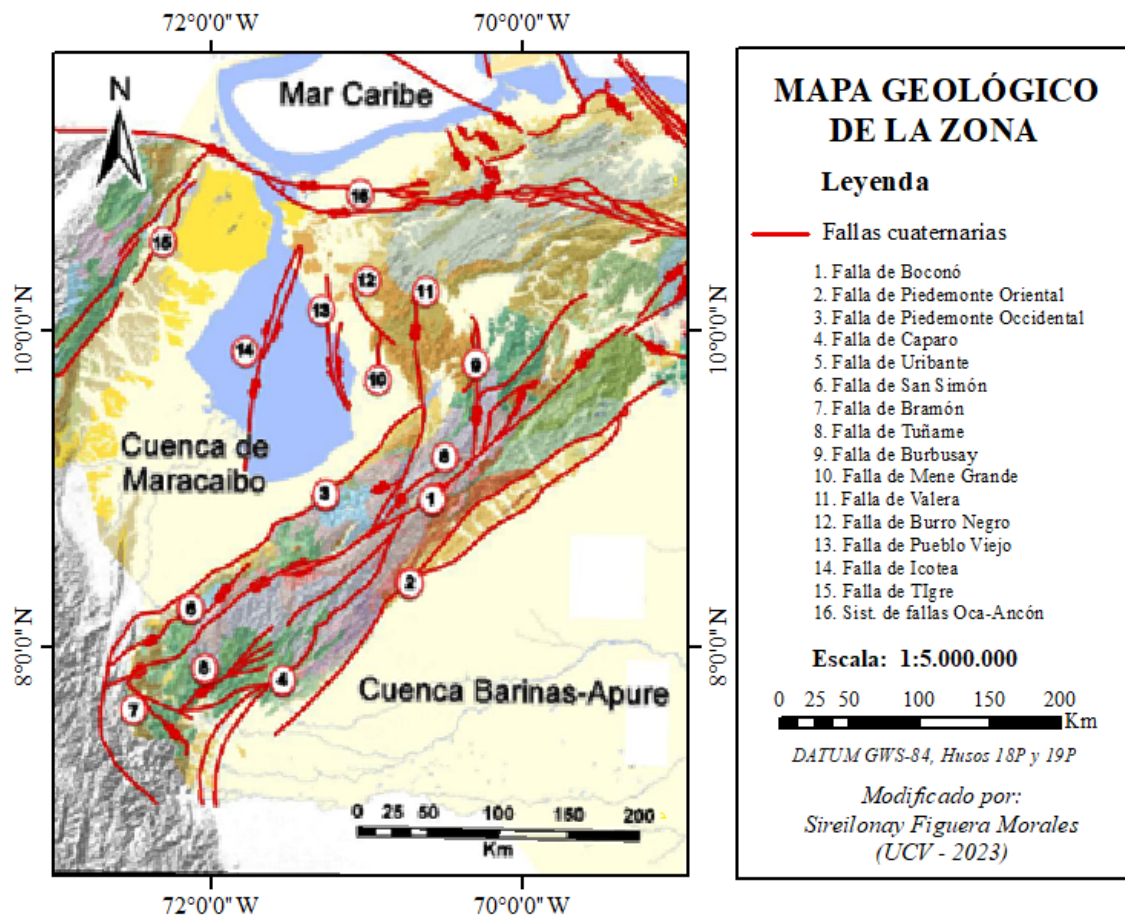 72°0'0" W
70°0'0" W
N
Mar Caribe
16
15
12
11
13
14
10
9
10°0'0" N
10°0'0" N
Cuenca de
Maracaibo
8
3
1
2
6
5
4
7
8°0'0" N
8°0'0" N
Cuenca Barinas-Apure
0 25 50 100 150 200
Km
72°0'0" W
70°0'0" W
MAPA GEOLÓGICO
DE LA ZONA
Leyenda
Fallas cuaternarias
1. Falla de Boconó
2. Falla de Piedemonte Oriental
3. Falla de Piedemonte Occidental
4. Falla de Caparo
5. Falla de Uribante
6. Falla de San Simón
7. Falla de Bramón
8. Falla de Tuñame
9. Falla de Burbusay
10. Falla de Mene Grande
11. Falla de Valera
12. Falla de Burro Negro
13. Falla de Pueblo Viejo
14. Falla de Icotea
15. Falla de TIgre
16. Sist. de fallas Oca-Ancón
Escala: 1:5.000.000
0 25 50 100 150 200
Km
DATUM GWS-84, Husos 18P y 19P
Modificado por:
Sireilonay Figuera Morales
(UCV - 2023)